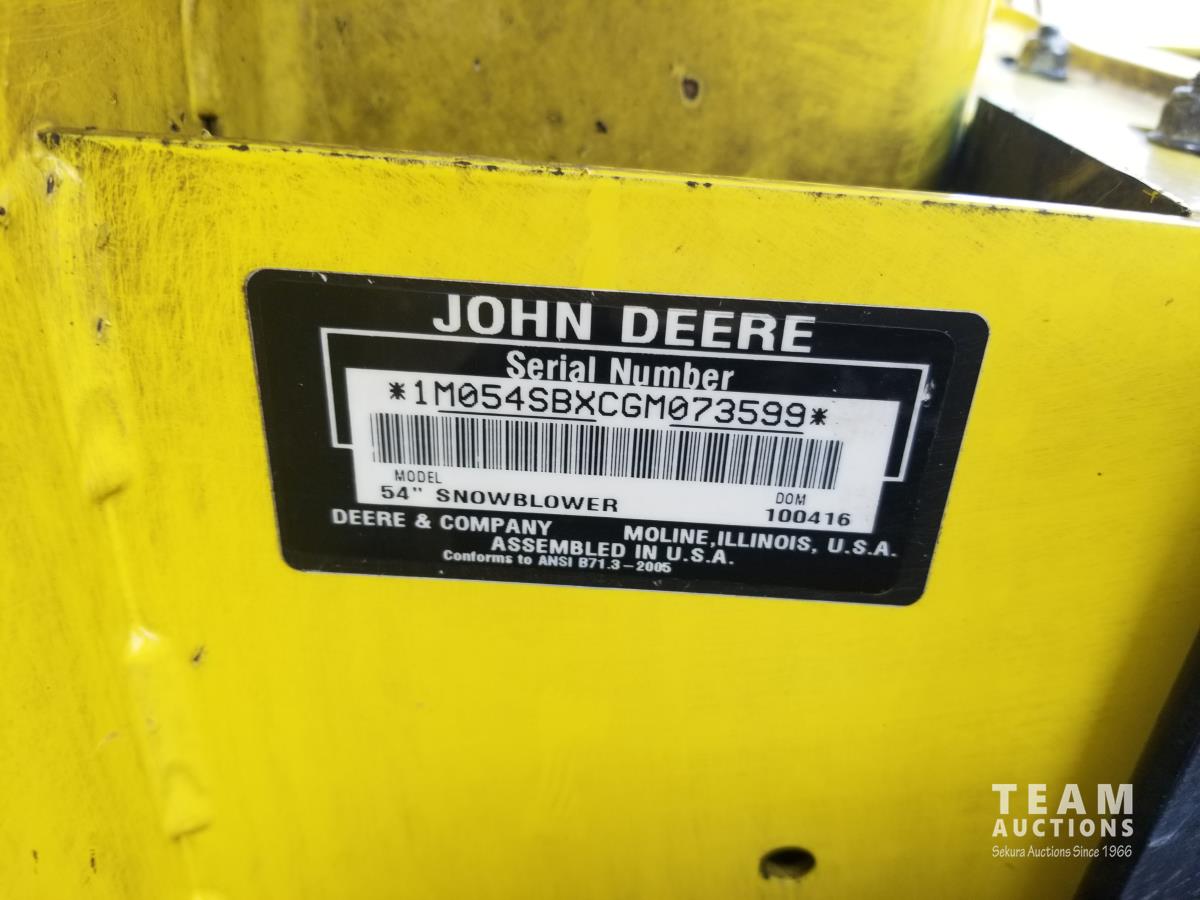 JOHN DEERE
Serial Number
*1M054SBXCGM073599*
MODEL DOM
54" SNOWBLOWER 100416
DEERE & COMPANY MOLINE, ILLINOIS, U.S.A.
ASSEMBLED IN U.S.A.
Conforms to ANSI B71.3-2005
TEAM
AUCTIONS
Sekura Auctions Since 1966